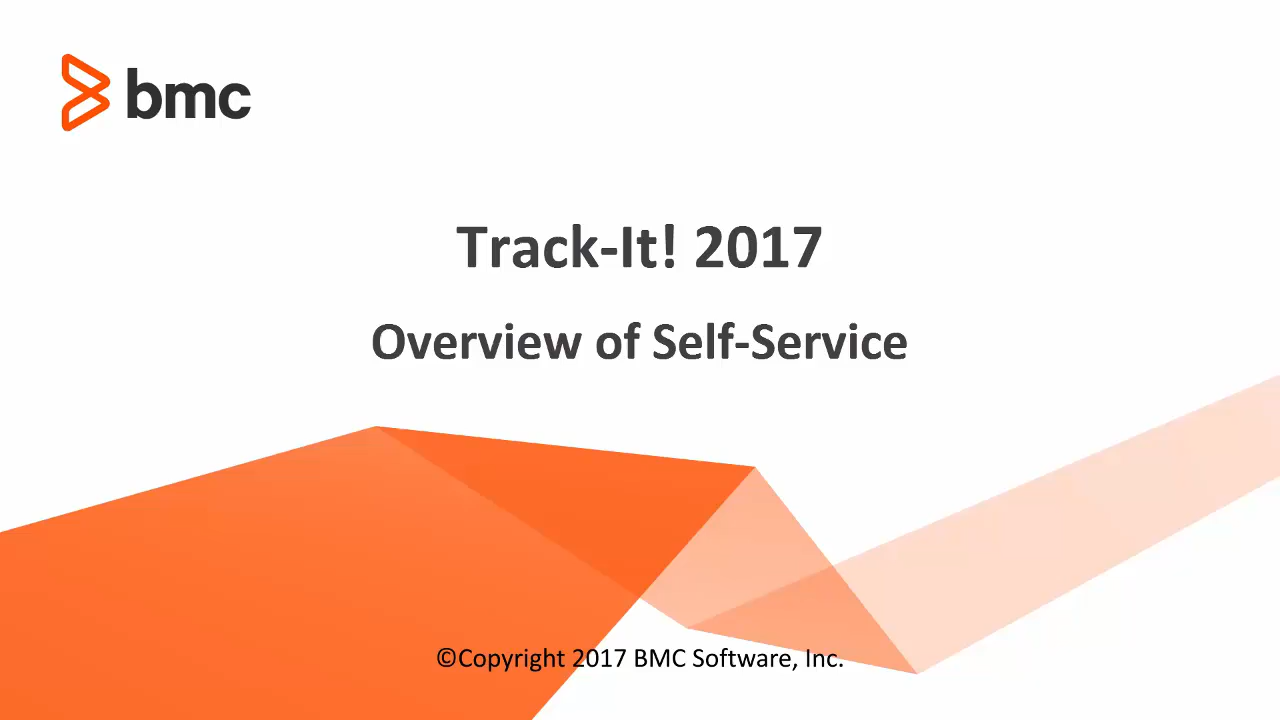 bmc
Track-It! 2017
Overview of Self-Service
©Copyright 2017 BMC Software, Inc.